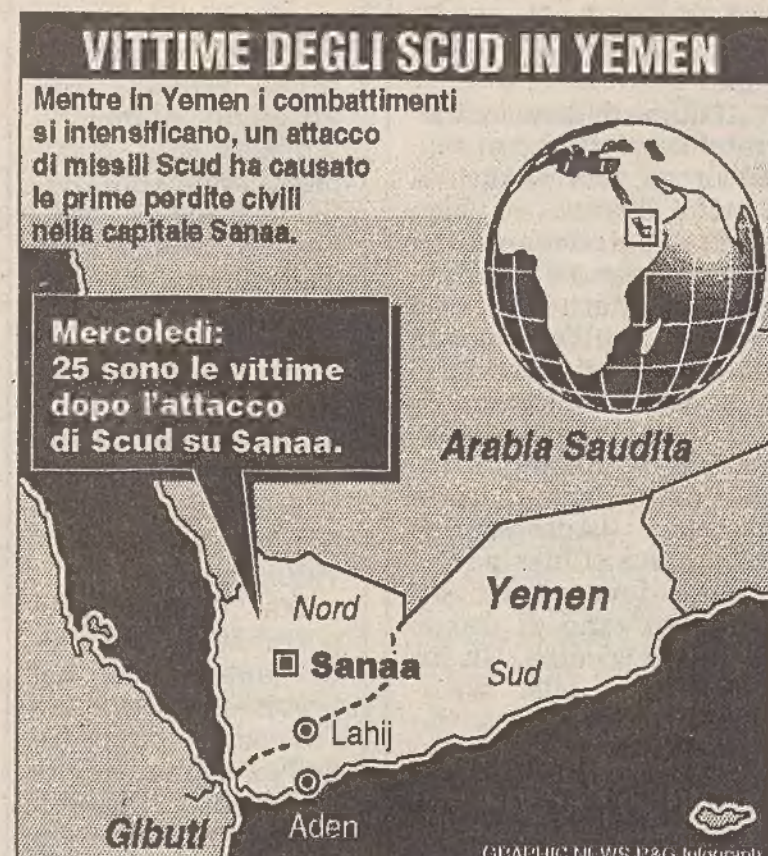 VITTIME DEGLI SCUD IN YEMEN
Mentre in Yemen i combattimenti
si intensificano, un attacco
di missili Scud ha causato
le prime perdite civili
nella capitale Sanaa.
Mercoledì:
25 sono le vittime
dopo l'attacco
di Scud su Sanaa.
Arabia Saudita
Nord
Yemen
Sanaa
Sud
Lahij
Gibuti
Aden
GRAPHIC NEWS P&G Infograph